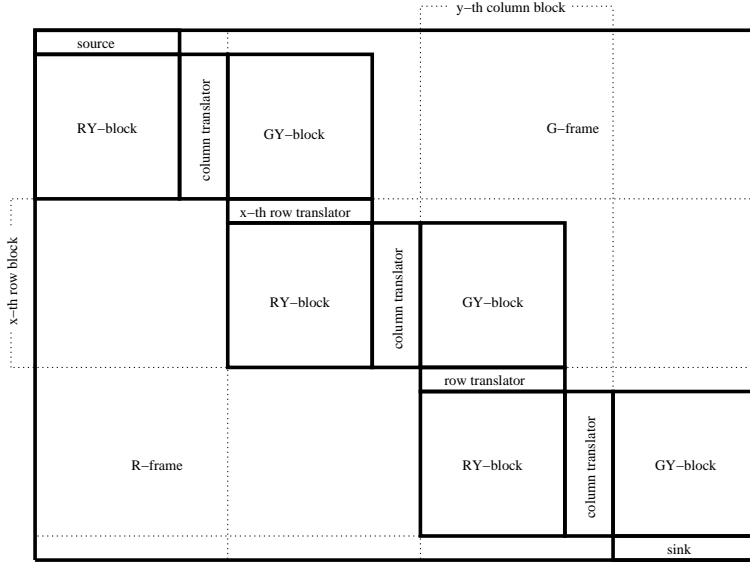 y−th column block
source
RY−block
column translator
GY−block
G−frame
x−th row block
x−th row translator
RY−block
column translator
GY−block
row translator
R−frame
RY−block
column translator
GY−block
sink